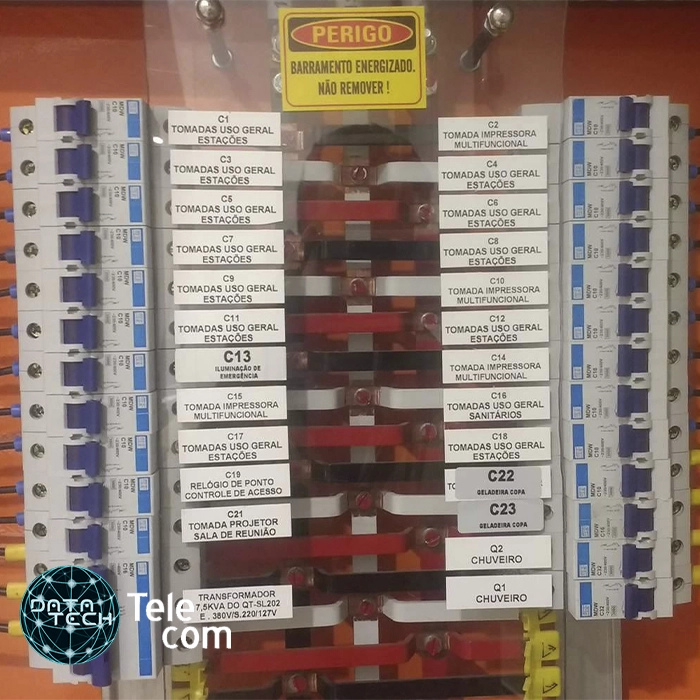 PERIGO
BARRAMENTO ENERGIZADO.
NÃO REMOVER !
C1
TOMADAS USO GERAL
ESTAÇÕES
C3
TOMADAS USO GERAL
ESTAÇÕES
C5
TOMADAS USO GERAL
ESTAÇÕES
C7
TOMADAS USO GERAL
ESTAÇÕES
C9
TOMADAS USO GERAL
ESTAÇÕES
C11
TOMADAS USO GERAL
ESTAÇÕES
C13
ILUMINAÇÃO DE
EMERGÊNCIA
C15
TOMADA IMPRESSORA
MULTIFUNCIONAL
C17
TOMADAS USO GERAL
ESTAÇÕES
C19
RELÓGIO DE PONTO
CONTROLE DE ACESSO
C21
TOMADA PROJETOR
SALA DE REUNIÃO
TRANSFORMADOR
7,5KVA DO QT-SL202
E . 380V/S.220/127V
C2
TOMADA IMPRESSORA
MULTIFUNCIONAL
C4
TOMADAS USO GERAL
ESTAÇÕES
C6
TOMADAS USO GERAL
ESTAÇÕES
C8
TOMADAS USO GERAL
ESTAÇÕES
C10
TOMADA IMPRESSORA
MULTIFUNCIONAL
C12
TOMADAS USO GERAL
ESTAÇÕES
C14
TOMADA IMPRESSORA
MULTIFUNCIONAL
C16
TOMADAS USO GERAL
SANITÁRIOS
C18
TOMADAS USO GERAL
ESTAÇÕES
C22
GELADEIRA COPA
C23
GELADEIRA COPA
Q2
CHUVEIRO
Q1
CHUVEIRO
MDW
C10
MDW
C32
DATA
TECH
Tele
com